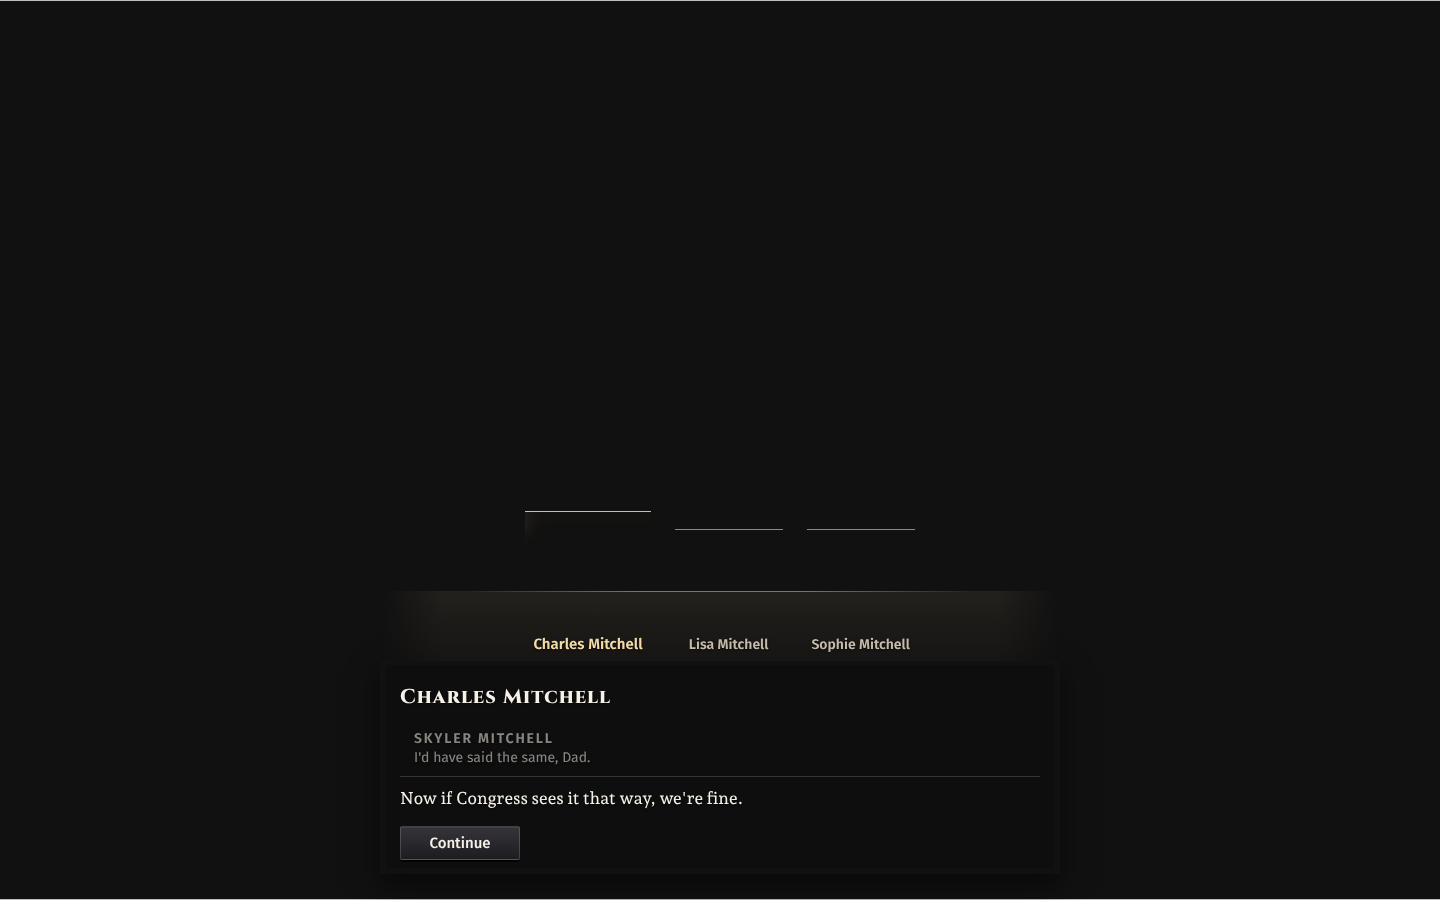 Charles Mitchell
Lisa Mitchell
Sophie Mitchell
Charles Mitchell
SKYLER MITCHELL
I'd have said the same, Dad.
Now if Congress sees it that way, we're fine.
Continue